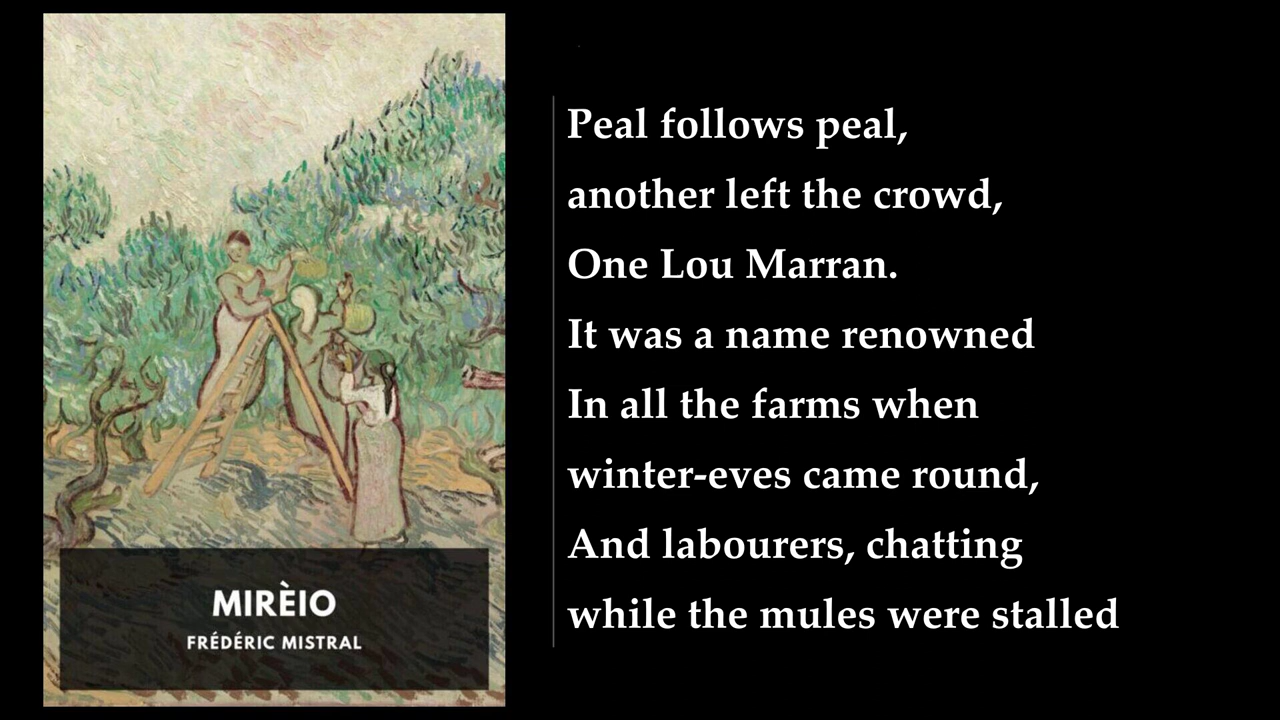 MIRÈIO
FRÉDÉRIC MISTRAL
Peal follows peal,
another left the crowd,
One Lou Marran.
It was a name renowned
In all the farms when
winter-eves came round,
And labourers, chatting
while the mules were stalled